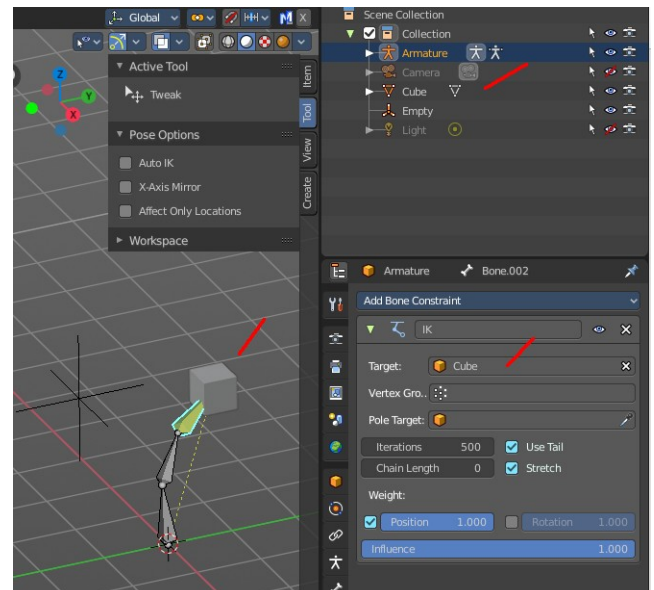 Global
X
Z
Y
X
Active Tool
Tweak
Pose Options
Auto IK
X-Axis Mirror
Affect Only Locations
Workspace
Item
Tool
View
Create
Scene Collection
Collection
Armature
Camera
Cube
Empty
Light
Armature
Bone.002
Add Bone Constraint
IK
Target:
Cube
Vertex Gro..
Pole Target:
Iterations 500
Use Tail
Chain Length 0
Stretch
Weight:
Position 1.000
Rotation 1.000
Influence 1.000